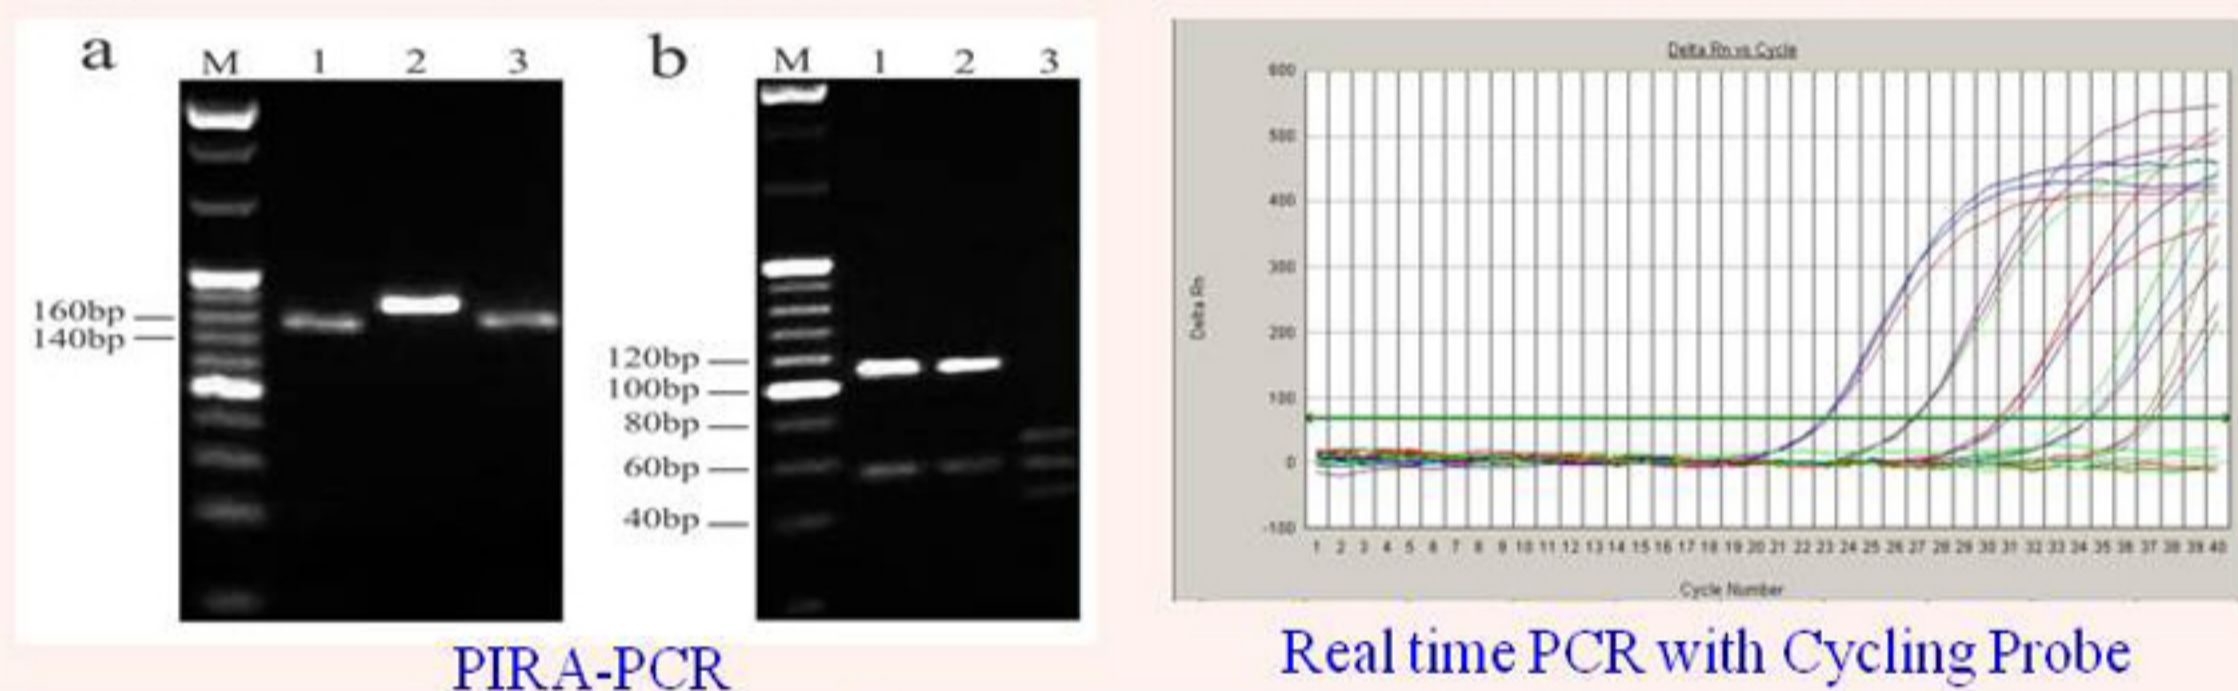 a
M 1 2 3
160bp
140bp
b
M 1 2 3
120bp
100bp
80bp
60bp
40bp
PIRA-PCR
Delta Rn vs Cycle
600
500
400
300
200
100
0
-100
Delta Rn
1 2 3 4 5 6 7 8 9 10 11 12 13 14 15 16 17 18 19 20 21 22 23 24 25 26 27 28 29 30 31 32 33 34 35 36 37 38 39 40
Cycle Number
Real time PCR with Cycling Probe